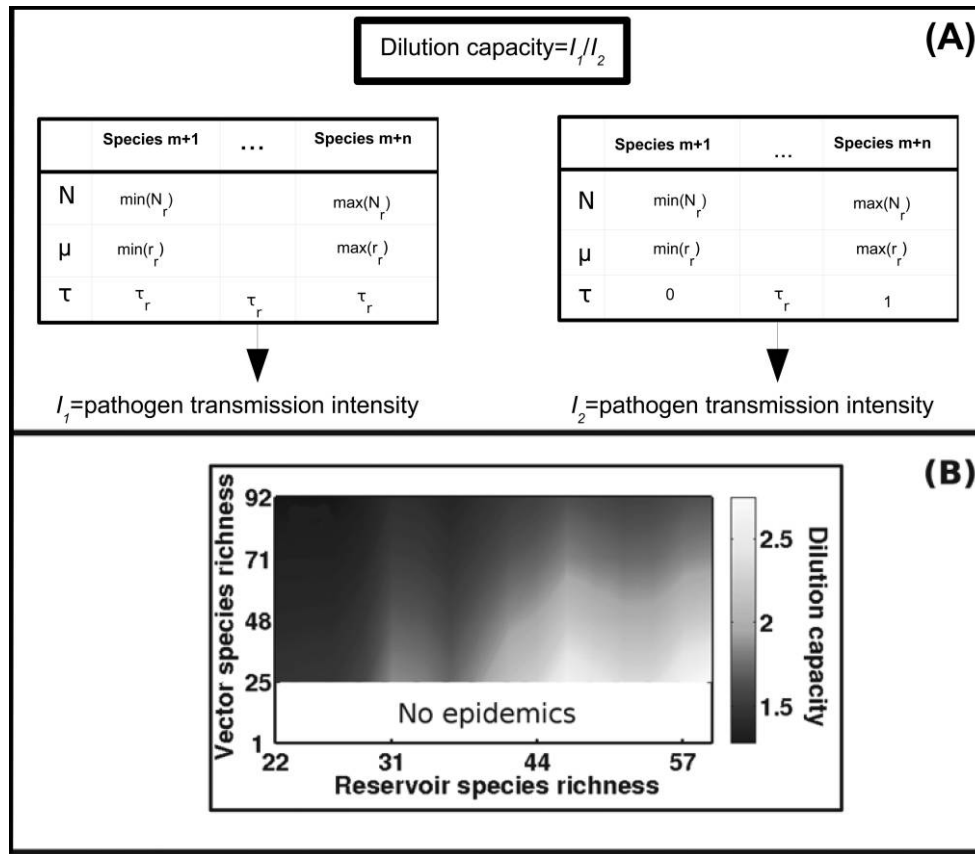 (A)
Dilution capacity=I1/I2
Species m+1 ... Species m+n
N min(Nr) max(Nr)
μ min(rr) max(rr)
τ τr τr τr
I1=pathogen transmission intensity
Species m+1 ... Species m+n
N min(Nr) max(Nr)
μ min(rr) max(rr)
τ 0 τr 1
I2=pathogen transmission intensity
(B)
Vector species richness
92
71
48
25
1
No epidemics
22 31 44 57
Reservoir species richness
2.5
2
1.5
Dilution capacity